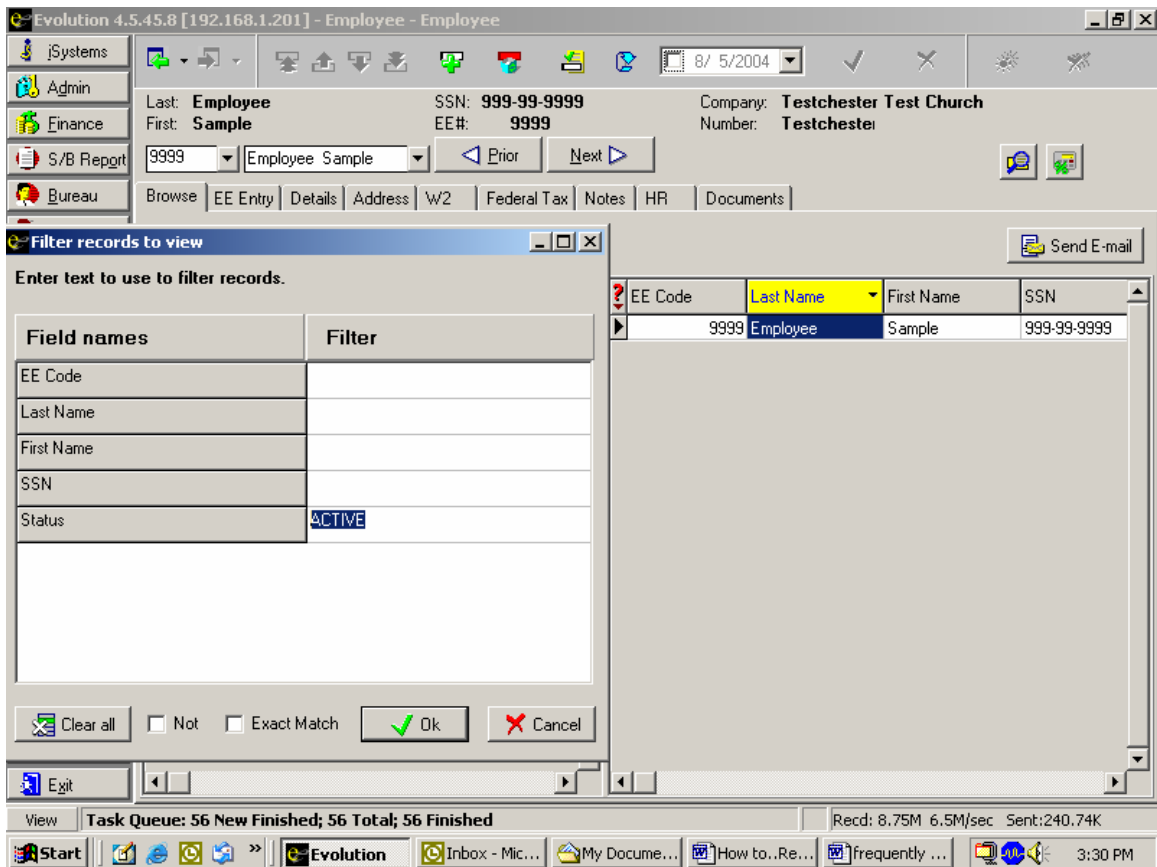 Evolution 4.5.45.8 [192.168.1.201] - Employee - Employee
iSystems
8/ 5/2004
Admin
Last: Employee SSN: 999-99-9999 Company: Testchester Test Church
Finance
First: Sample EE#: 9999 Number: Testchester
S/B Report
9999 Employee Sample Prior Next
Bureau
Browse EE Entry Details Address W2 Federal Tax Notes HR Documents
Filter records to view
Send E-mail
Enter text to use to filter records.
EE Code Last Name First Name SSN
9999 Employee Sample 999-99-9999
Field names Filter
EE Code
Last Name
First Name
SSN
Status ACTIVE
Clear all Not Exact Match Ok Cancel
Exit
View Task Queue: 56 New Finished; 56 Total; 56 Finished Recd: 8.75M 6.5M/sec Sent:240.74K
Start » Evolution Inbox - Mic... My Docume... How to..Re... frequently ... 3:30 PM